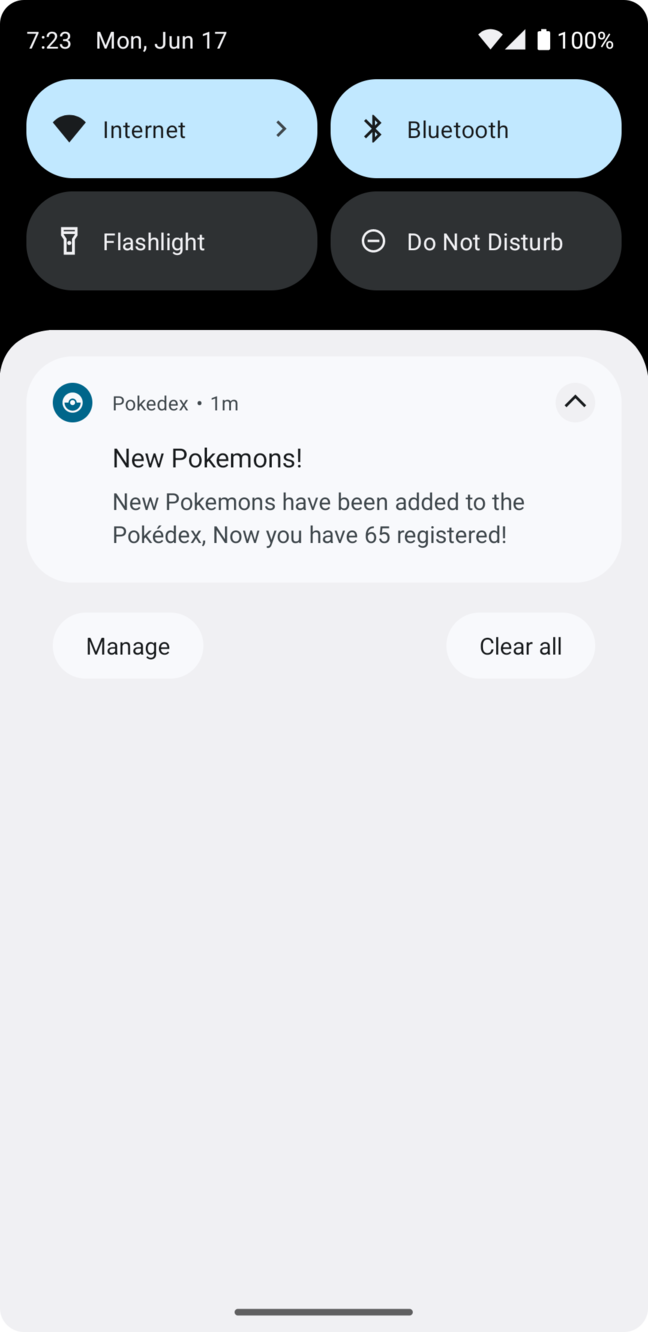 7:23 Mon, Jun 17 100%
Internet
Bluetooth
Flashlight
Do Not Disturb
Pokedex • 1m
New Pokemons!
New Pokemons have been added to the
Pokédex, Now you have 65 registered!
Manage
Clear all